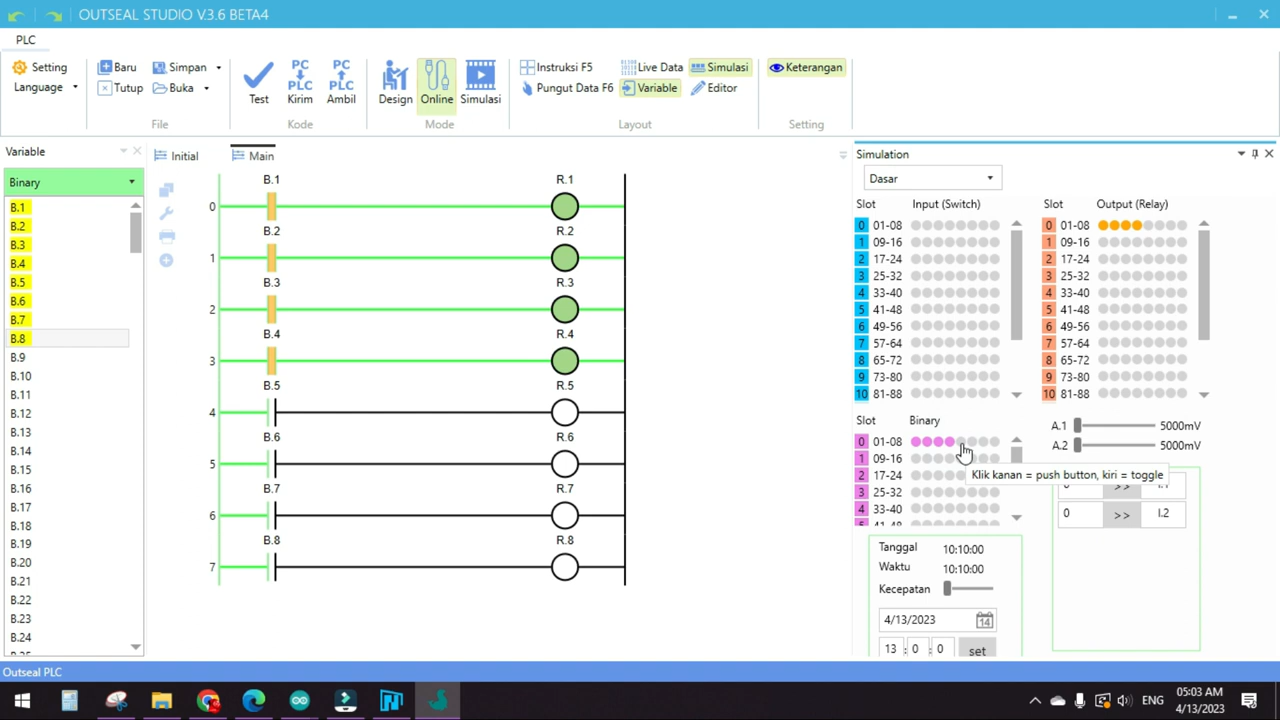 OUTSEAL STUDIO V.3.6 BETA4
PLC
Setting
Language
Baru
Simpan
Tutup
Buka
File
Test
PC PLC Kirim
PC PLC Ambil
Kode
Design
Online
Simulasi
Mode
Instruksi F5
Live Data
Simulasi
Pungut Data F6
Variable
Editor
Layout
Keterangan
Setting
Variable
Binary
B.1
B.2
B.3
B.4
B.5
B.6
B.7
B.8
B.9
B.10
B.11
B.12
B.13
B.14
B.15
B.16
B.17
B.18
B.19
B.20
B.21
B.22
B.23
B.24
Initial
Main
B.1 R.1
0
B.2 R.2
1
B.3 R.3
2
B.4 R.4
3
B.5 R.5
4
B.6 R.6
5
B.7 R.7
6
B.8 R.8
7
Simulation
Dasar
Slot Input (Switch)
0 01-08
1 09-16
2 17-24
3 25-32
4 33-40
5 41-48
6 49-56
7 57-64
8 65-72
9 73-80
10 81-88
Slot Output (Relay)
0 01-08
1 09-16
2 17-24
3 25-32
4 33-40
5 41-48
6 49-56
7 57-64
8 65-72
9 73-80
10 81-88
Slot Binary
0 01-08
1 09-16
2 17-24
3 25-32
4 33-40
A.1 5000mV
A.2 5000mV
Klik kanan = push button, kiri = toggle
0 >> I.2
Tanggal 10:10:00
Waktu 10:10:00
Kecepatan
4/13/2023 14
13 : 0 : 0 set
Outseal PLC
ENG
05:03 AM
4/13/2023